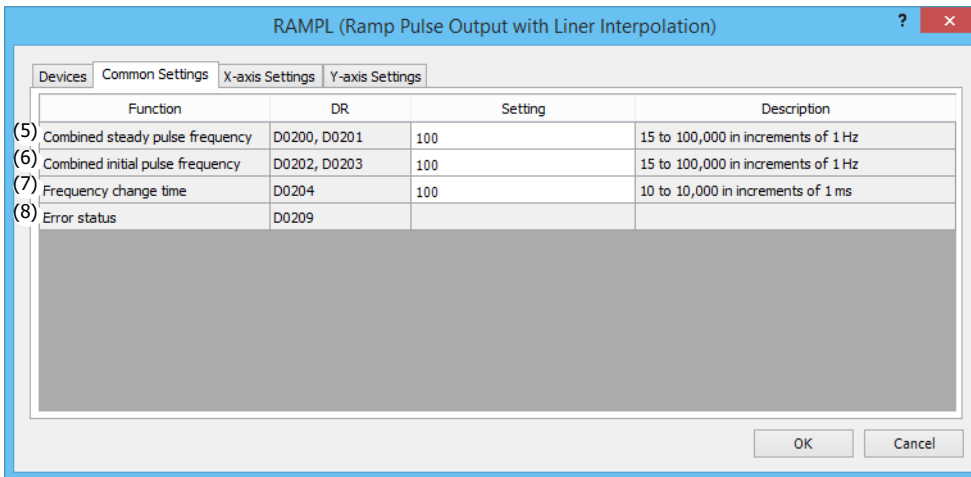 RAMPL (Ramp Pulse Output with Liner Interpolation) ? ×
Devices Common Settings X-axis Settings Y-axis Settings
Function DR Setting Description
(5) Combined steady pulse frequency D0200, D0201 100 15 to 100,000 in increments of 1 Hz
(6) Combined initial pulse frequency D0202, D0203 100 15 to 100,000 in increments of 1 Hz
(7) Frequency change time D0204 100 10 to 10,000 in increments of 1 ms
(8) Error status D0209
OK Cancel